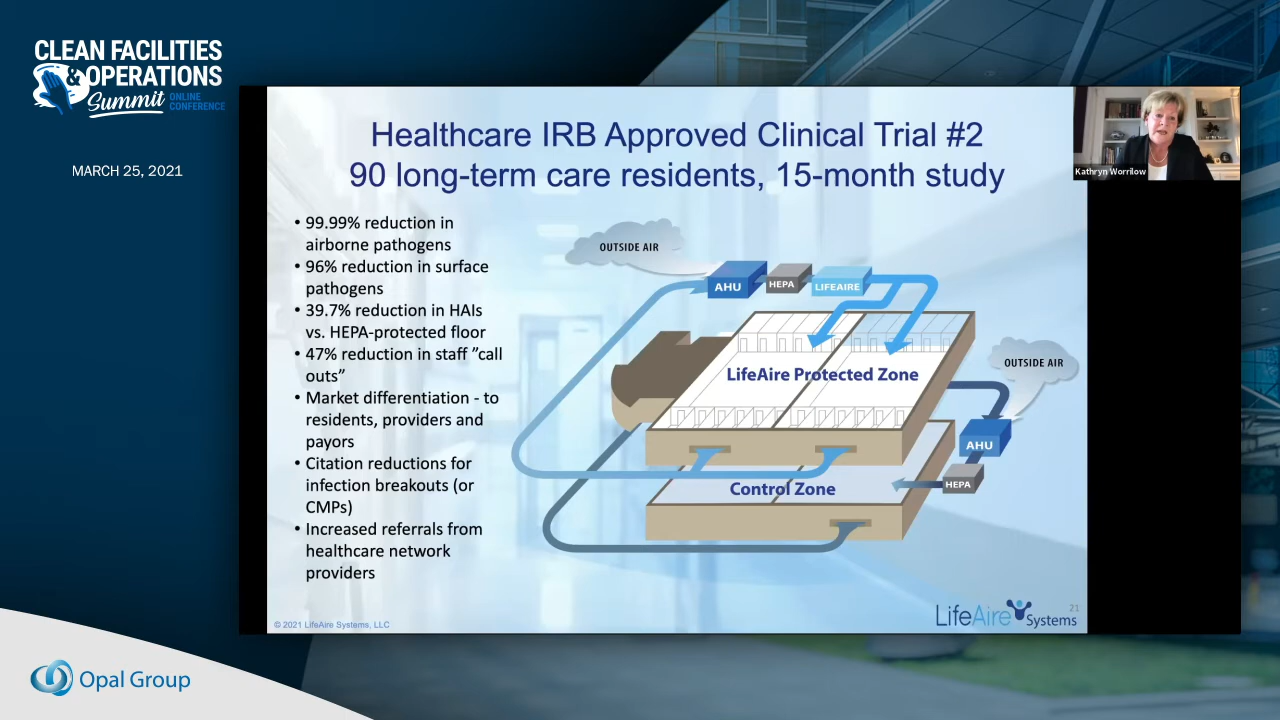 CLEAN FACILITIES
& OPERATIONS
Summit ONLINE
CONFERENCE
MARCH 25, 2021
Healthcare IRB Approved Clinical Trial #2
90 long-term care residents, 15-month study
Kathryn Worrilow
• 99.99% reduction in
airborne pathogens
• 96% reduction in surface
pathogens
• 39.7% reduction in HAIs
vs. HEPA-protected floor
• 47% reduction in staff ”call
outs”
• Market differentiation - to
residents, providers and
payors
• Citation reductions for
infection breakouts (or
CMPs)
• Increased referrals from
healthcare network
providers
OUTSIDE AIR
AHU
HEPA
LIFEAIRE
LifeAire Protected Zone
OUTSIDE AIR
AHU
HEPA
Control Zone
21
LifeAire Systems
© 2021 LifeAire Systems, LLC
Opal Group